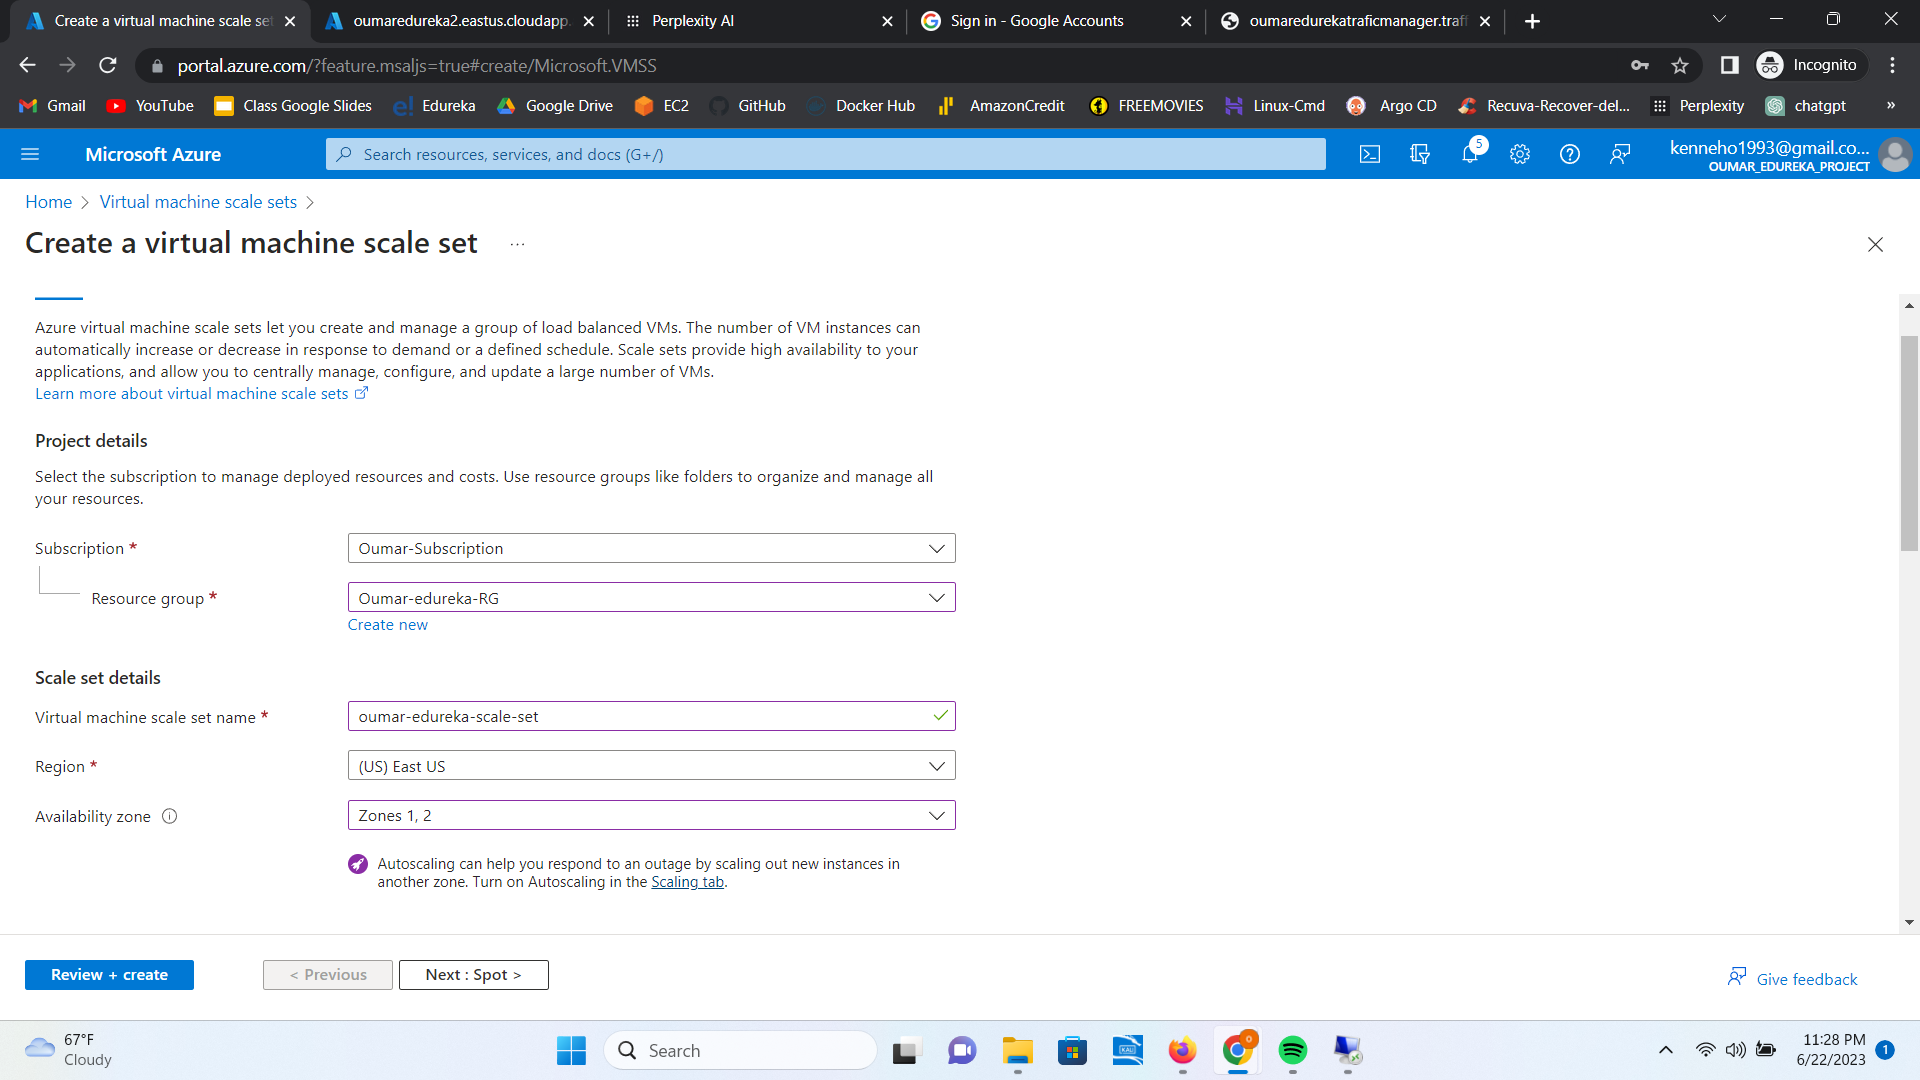 Create a virtual machine scale set
oumaredureka2.eastus.cloudapp.
Perplexity AI
Sign in - Google Accounts
oumaredurekatraficmanager.traff
portal.azure.com/?feature.msaljs=true#create/Microsoft.VMSS
Incognito
Gmail
YouTube
Class Google Slides
Edureka
Google Drive
EC2
GitHub
Docker Hub
AmazonCredit
FREEMOVIES
Linux-Cmd
Argo CD
Recuva-Recover-del...
Perplexity
chatgpt
»
Microsoft Azure
Search resources, services, and docs (G+/)
5
kenneho1993@gmail.co...
OUMAR_EDUREKA_PROJECT
Home > Virtual machine scale sets >
Create a virtual machine scale set ...
Azure virtual machine scale sets let you create and manage a group of load balanced VMs. The number of VM instances can
automatically increase or decrease in response to demand or a defined schedule. Scale sets provide high availability to your
applications, and allow you to centrally manage, configure, and update a large number of VMs.
Learn more about virtual machine scale sets
Project details
Select the subscription to manage deployed resources and costs. Use resource groups like folders to organize and manage all
your resources.
Subscription *
Oumar-Subscription
Resource group *
Oumar-edureka-RG
Create new
Scale set details
Virtual machine scale set name *
oumar-edureka-scale-set
Region *
(US) East US
Availability zone
Zones 1, 2
Autoscaling can help you respond to an outage by scaling out new instances in
another zone. Turn on Autoscaling in the Scaling tab.
Review + create
< Previous
Next : Spot >
Give feedback
67°F
Cloudy
Search
11:28 PM
6/22/2023
1